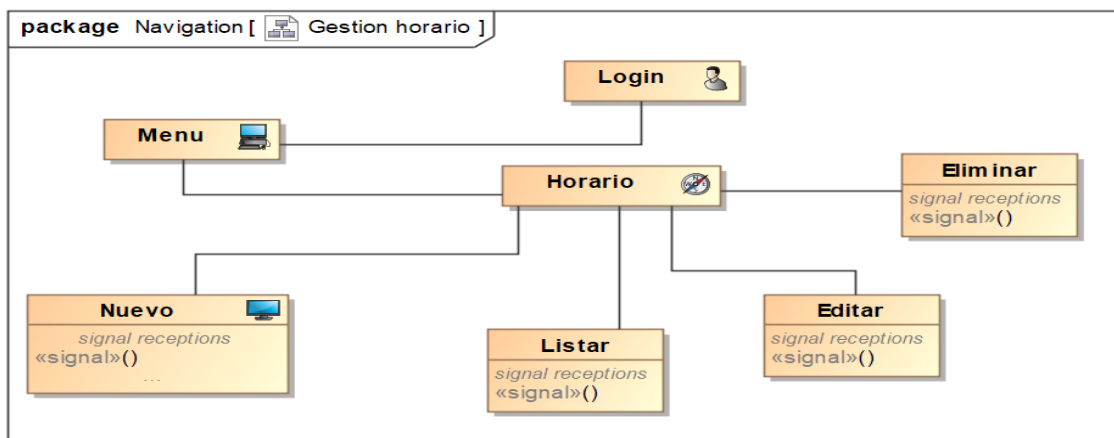 package Navigation [ Gestion horario ]
Login
Menu
Horario
Eliminar
signal receptions
«signal»()
Nuevo
signal receptions
«signal»()
...
Listar
signal receptions
«signal»()
Editar
signal receptions
«signal»()